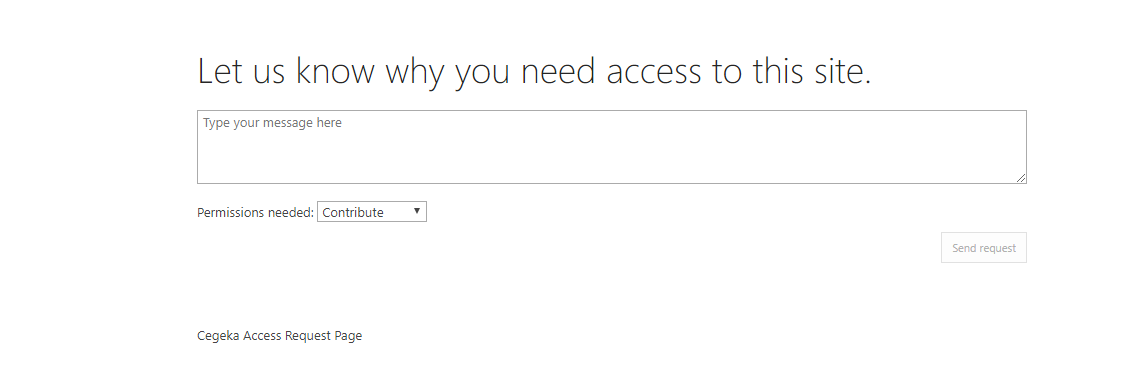 Let us know why you need access to this site.
Type your message here
Permissions needed: Contribute
Send request
Cegeka Access Request Page